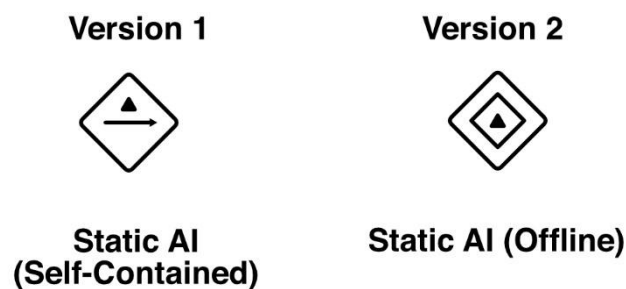 Version 1
Version 2
Static AI
(Self-Contained)
Static AI (Offline)